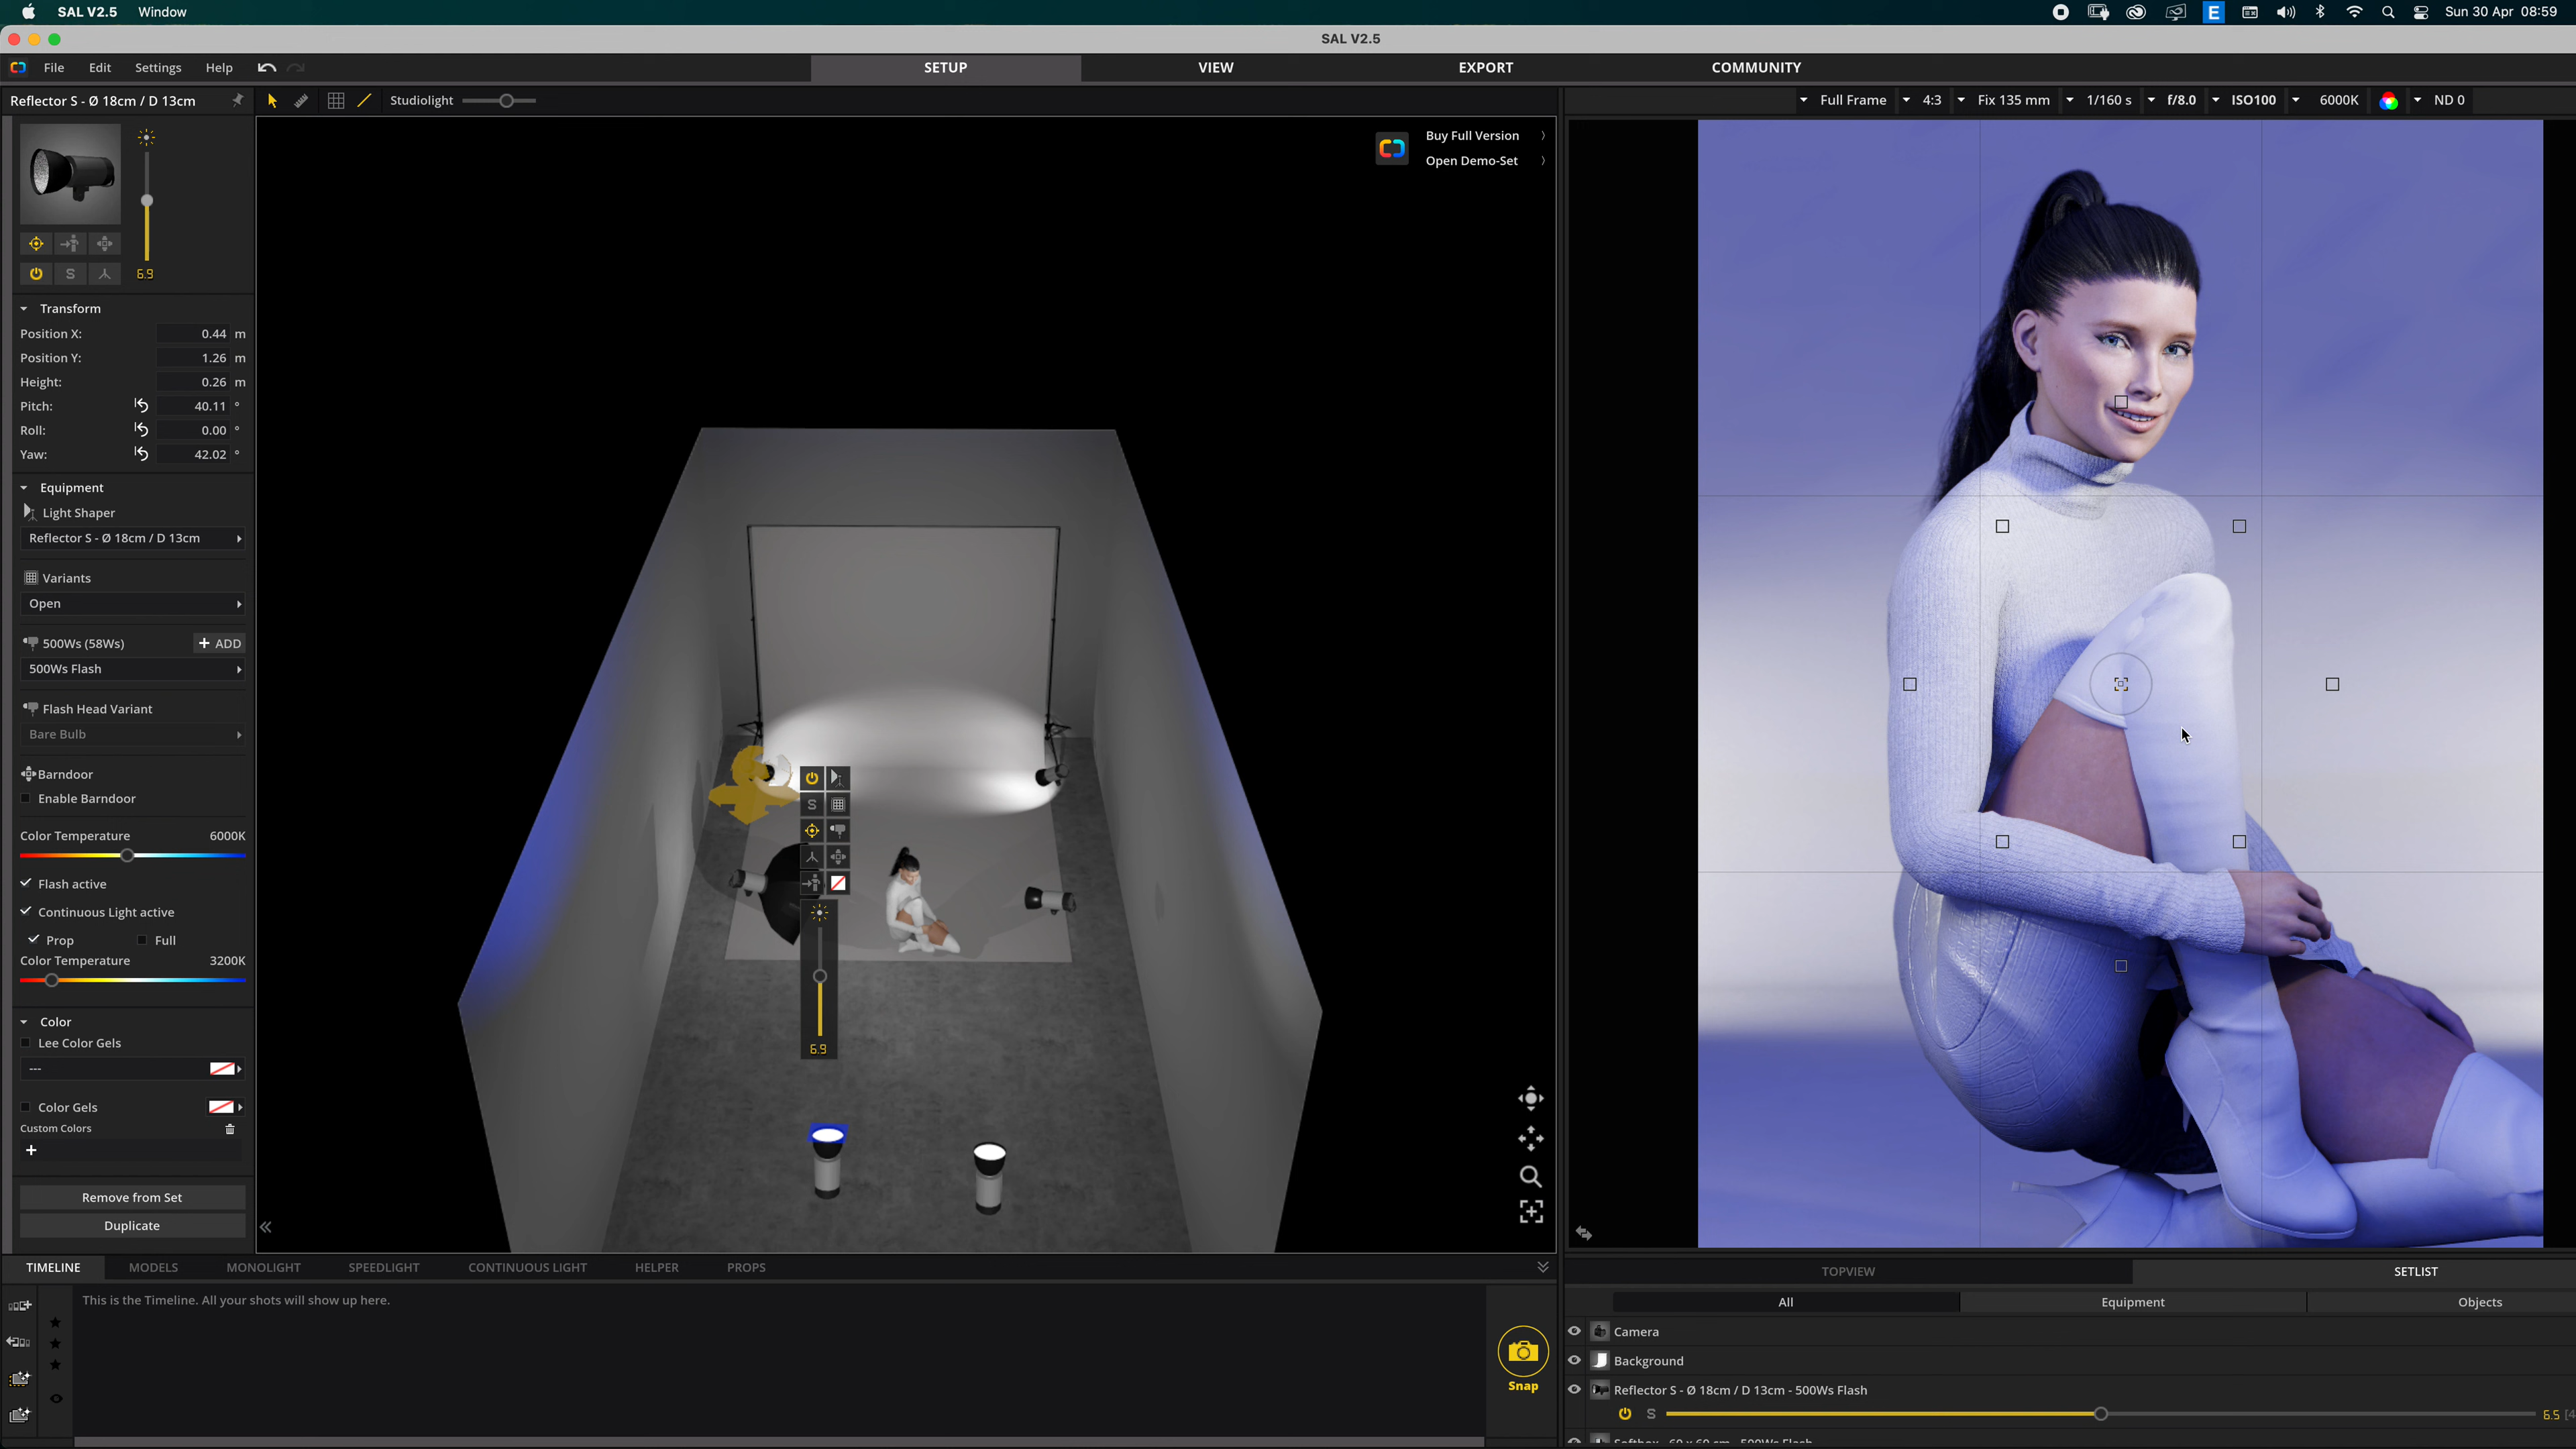 SAL V2.5 Window
E Sun 30 Apr 08:59
SAL V2.5
File Edit Settings Help
SETUP VIEW EXPORT COMMUNITY
Reflector S - Ø 18cm / D 13cm
Studiolight
Full Frame 4:3 Fix 135 mm 1/160 s f/8.0 ISO100 6000K ND 0
Buy Full Version
Open Demo-Set
S
6.9
Transform
Position X: 0.44 m
Position Y: 1.26 m
Height: 0.26 m
Pitch: 40.11 °
Roll: 0.00 °
Yaw: 42.02 °
Equipment
Light Shaper
Reflector S - Ø 18cm / D 13cm
Variants
Open
500Ws (58Ws) + ADD
500Ws Flash
Flash Head Variant
Bare Bulb
Barndoor
Enable Barndoor
Color Temperature 6000K
Flash active
Continuous Light active
Prop Full
Color Temperature 3200K
Color
Lee Color Gels
---
Color Gels
Custom Colors
+
Remove from Set
Duplicate
S
6.9
TIMELINE MODELS MONOLIGHT SPEEDLIGHT CONTINUOUS LIGHT HELPER PROPS
This is the Timeline. All your shots will show up here.
Snap
TOPVIEW SETLIST
All Equipment Objects
Camera
Background
Reflector S - Ø 18cm / D 13cm - 500Ws Flash
S 6.5 [4
Softbox - 60 x 60 cm - 500Ws Flash